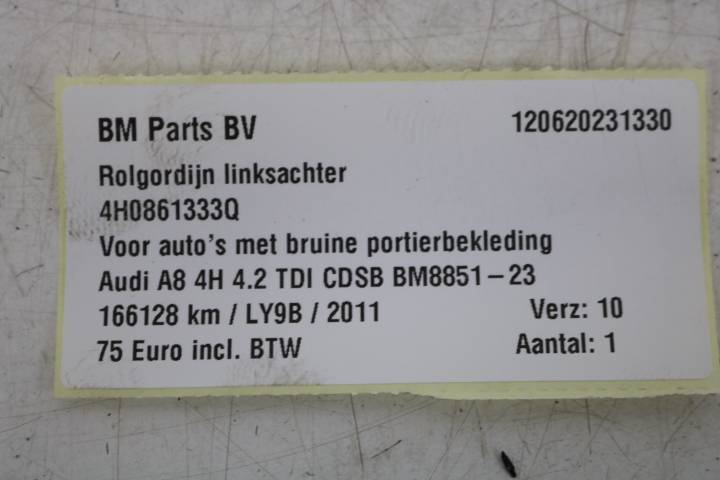 BM Parts BV 120620231330
Rolgordijn linksachter
4H0861333Q
Voor auto's met bruine portierbekleding
Audi A8 4H 4.2 TDI CDSB BM8851-23
166128 km / LY9B / 2011 Verz: 10
75 Euro incl. BTW Aantal: 1